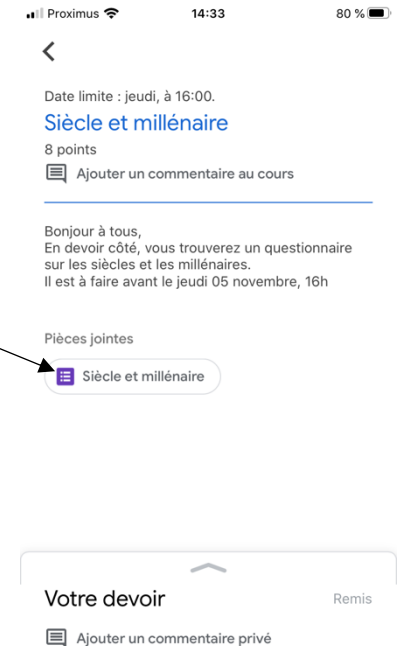 Proximus 14:33 80 %
Date limite : jeudi, à 16:00.
Siècle et millénaire
8 points
Ajouter un commentaire au cours
Bonjour à tous,
En devoir côté, vous trouverez un questionnaire
sur les siècles et les millénaires.
Il est à faire avant le jeudi 05 novembre, 16h
Pièces jointes
Siècle et millénaire
Votre devoir Remis
Ajouter un commentaire privé